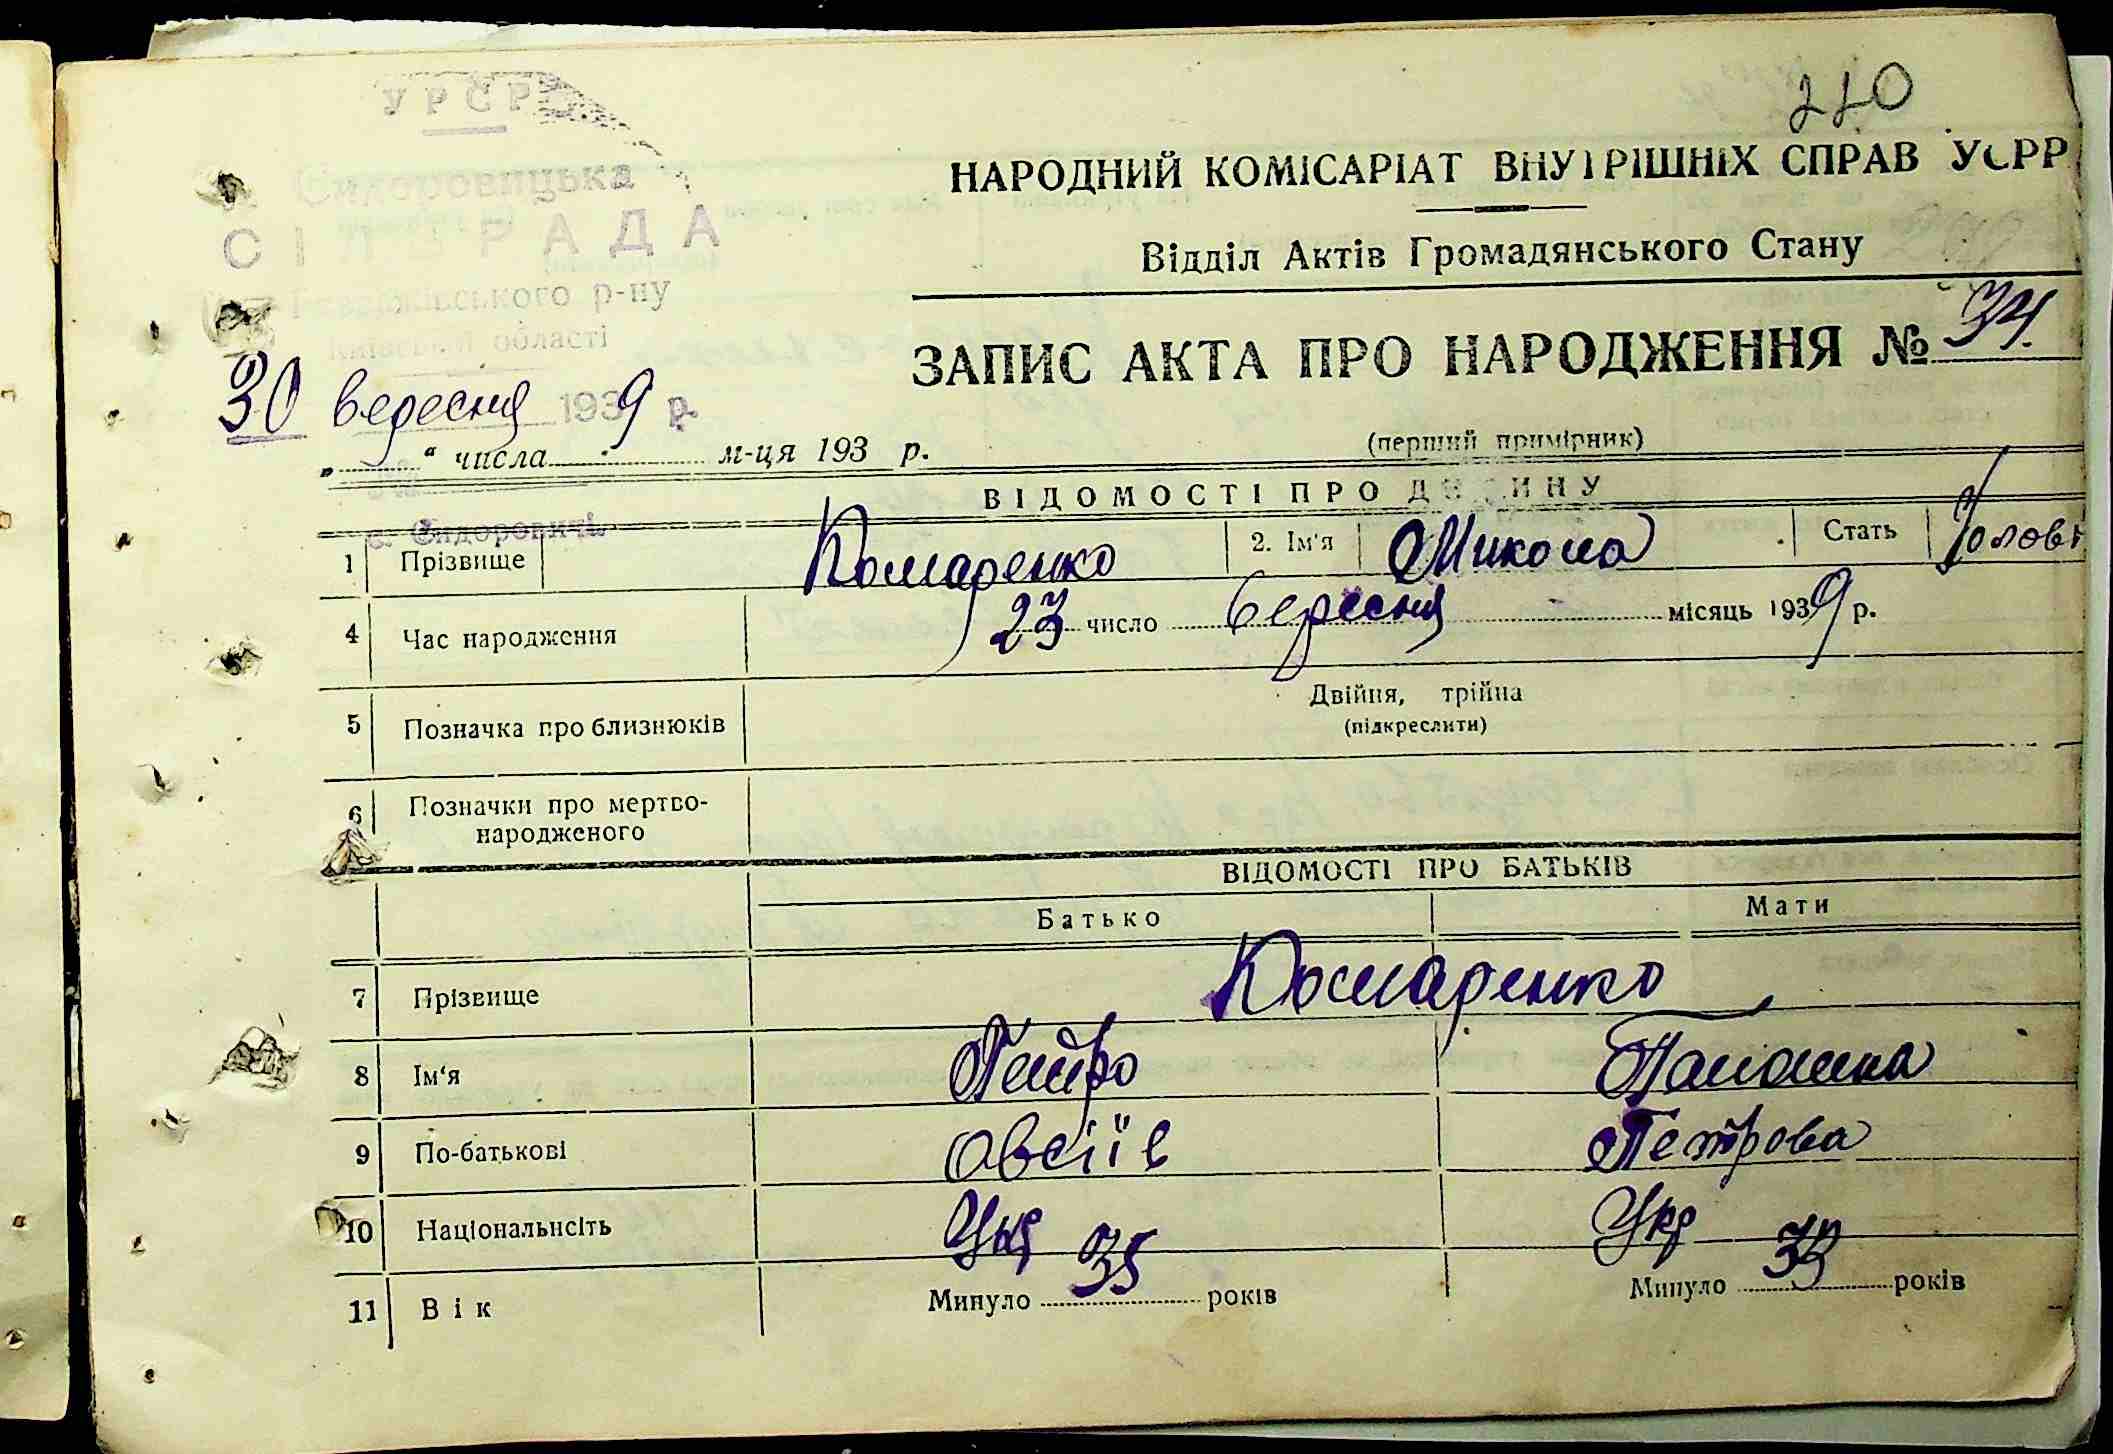 210
УРСР
НАРОДНИЙ КОМІСАРІАТ ВНУТРІШНІХ СПРАВ УСРР
Сидоровицька
СІЛЬРАДА
Відділ Актів Громадянського Стану
р-ну
Київської області
ЗАПИС АКТА ПРО НАРОДЖЕННЯ № 34.
30 вересня 1939 р.
„ “ числа м-ця 193 р.
(перший примірник)
ВІДОМОСТІ ПРО ДИТИНУ
с. Сидоровичі.
1 Прізвище Комаренко 2. Ім'я Микола Стать Чолов
4 Час народження 23 число вересня місяць 1939 р.
5 Позначка про близнюків Двійня, трійна
(підкреслити)
6 Позначки про мертво-
народженого
ВІДОМОСТІ ПРО БАТЬКІВ
Батько Мати
7 Прізвище Комаренко
8 Ім'я Петро
9 По-батькові Овсіїв Петрова
10 Національнсіть Укр Укр
11 Вік Минуло 35 років Минуло 33 років